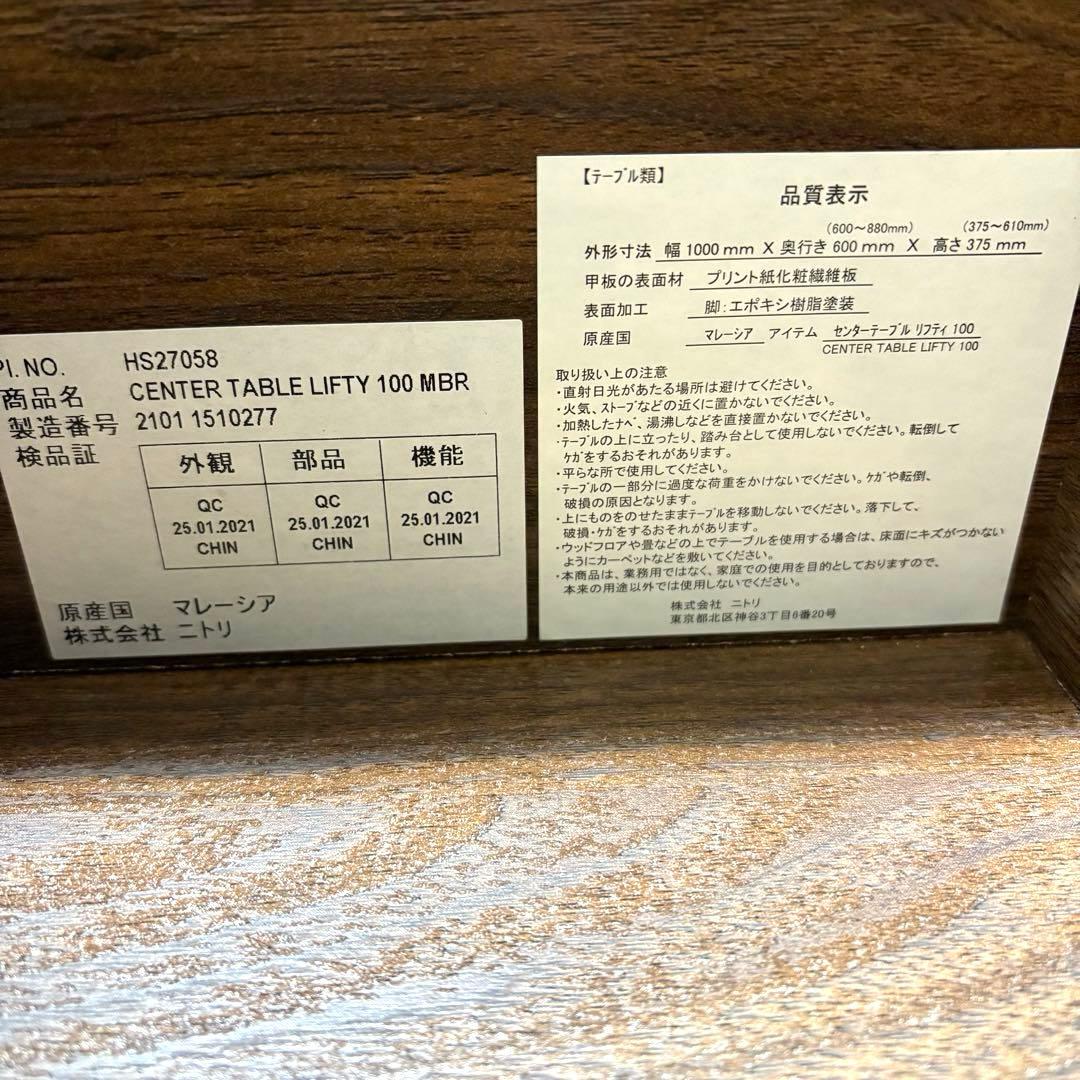 PI.NO. HS27058
商品名 CENTER TABLE LIFTY 100 MBR
製造番号 2101 1510277
検品証
外観 部品 機能
QC QC QC
25.01.2021 25.01.2021 25.01.2021
CHIN CHIN CHIN
原産国 マレーシア
株式会社 ニトリ
【テーブル類】
品質表示
(600～880mm) (375～610mm)
外形寸法 幅 1000 mm X 奥行き 600 mm X 高さ 375 mm
甲板の表面材 プリント紙化粧繊維板
表面加工 脚:エポキシ樹脂塗装
原産国 マレーシア アイテム センターテーブル リフティ 100
CENTER TABLE LIFTY 100
取り扱い上の注意
・直射日光があたる場所は避けてください。
・火気、ストーブなどの近くに置かないでください。
・加熱したナベ、湯沸しなどを直接置かないでください。
・テーブルの上に立ったり、踏み台として使用しないでください。転倒して
ケガをするおそれがあります。
・平らな所で使用してください。
・テーブルの一部分に過度な荷重をかけないでください。ケガや転倒、
破損の原因となります。
・上にものをのせたままテーブルを移動しないでください。落下して、
破損・ケガをするおそれがあります。
・ウッドフロアや畳などの上でテーブルを使用する場合は、床面にキズがつかない
ようにカーペットなどを敷いてください。
・本商品は、業務用ではなく、家庭での使用を目的としておりますので、
本来の用途以外では使用しないでください。
株式会社 ニトリ
東京都北区神谷3丁目6番20号